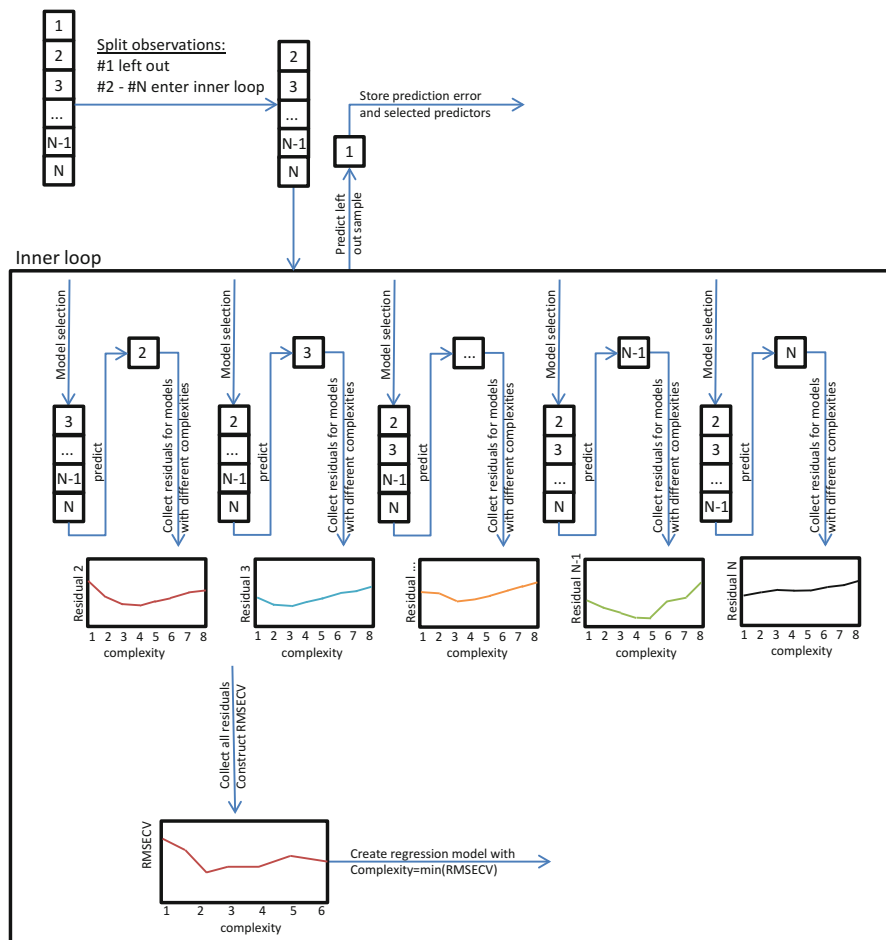 1
2
3
...
N-1
N
Split observations:
#1 left out
#2 - #N enter inner loop
2
3
...
N-1
N
1
Store prediction error
and selected predictors
Predict left
out sample
Inner loop
Model selection
3
...
N-1
N
predict
2
Collect residuals for models
with different complexities
Model selection
2
...
N-1
N
predict
3
Collect residuals for models
with different complexities
Model selection
2
3
N-1
N
predict
...
Collect residuals for models
with different complexities
Model selection
2
3
...
N
predict
N-1
Collect residuals for models
with different complexities
Model selection
2
3
...
N-1
predict
N
Collect residuals for models
with different complexities
Residual 2
1 2 3 4 5 6 7 8
complexity
Residual 3
1 2 3 4 5 6 7 8
complexity
Residual ...
1 2 3 4 5 6 7 8
complexity
Residual N-1
1 2 3 4 5 6 7 8
complexity
Residual N
1 2 3 4 5 6 7 8
complexity
Collect all residuals
Construct RMSECV
RMSECV
1 2 3 4 5 6
complexity
Create regression model with
Complexity=min(RMSECV)